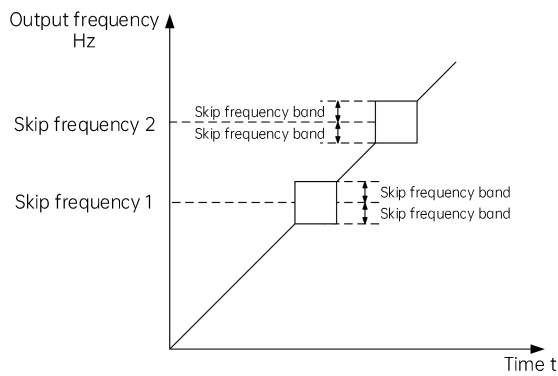 Output frequency
Hz
Skip frequency band
Skip frequency 2
Skip frequency band
Skip frequency band
Skip frequency 1
Skip frequency band
Time t